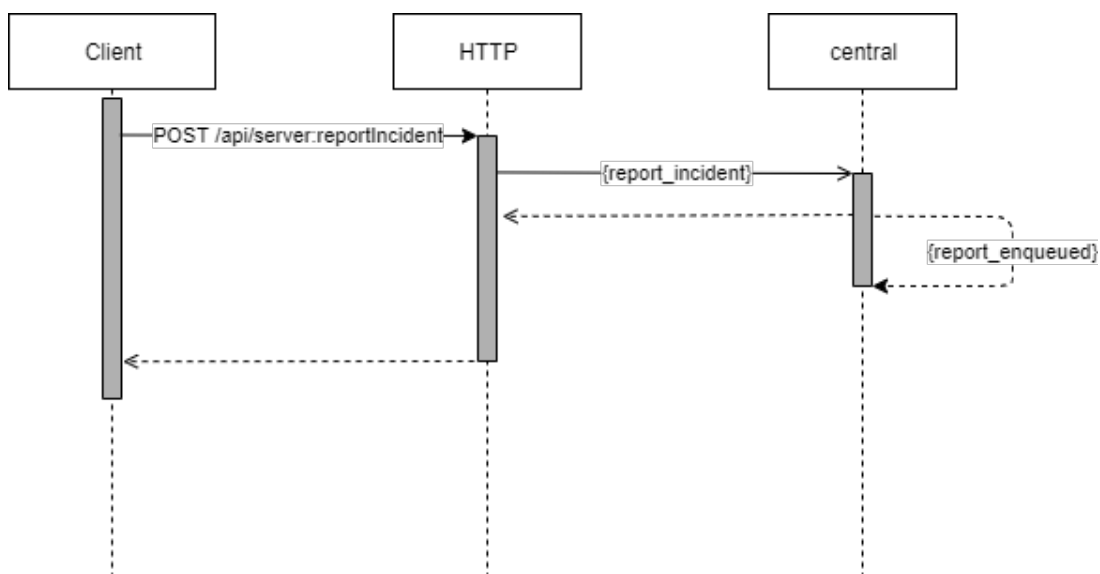 Client
HTTP
central
POST /api/server:reportIncident
{report_incident}
{report_enqueued}